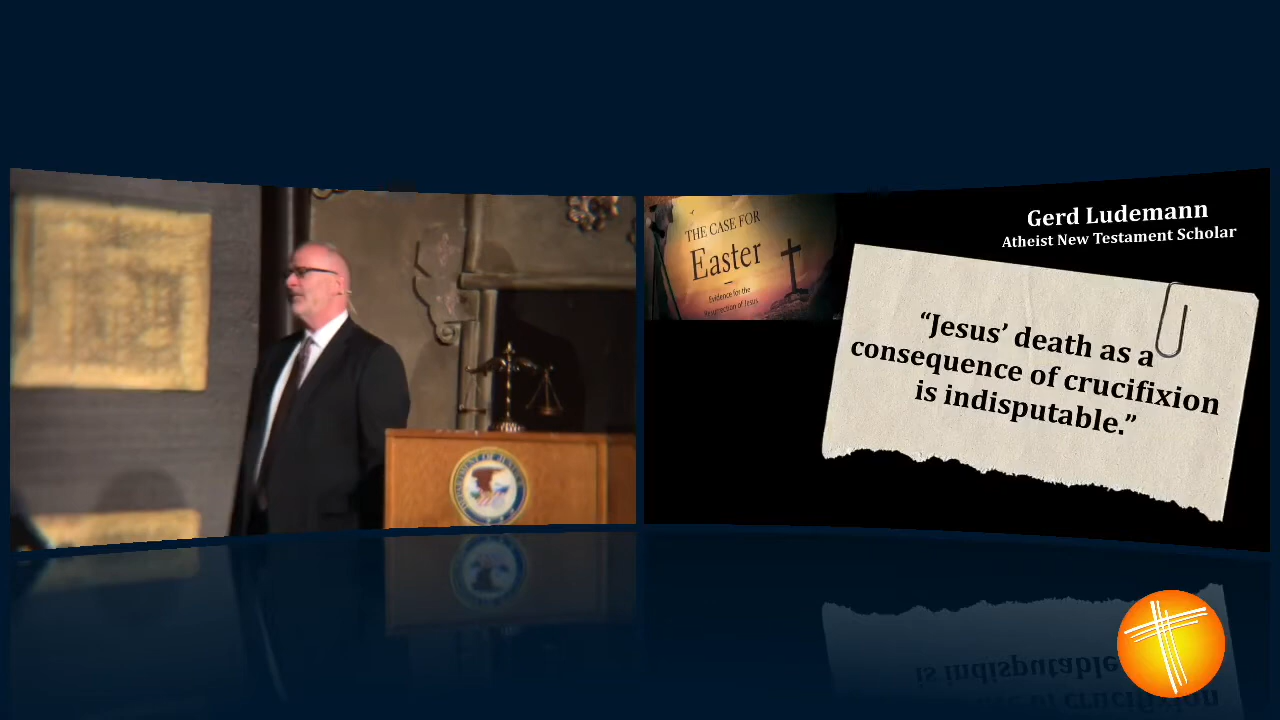 THE CASE FOR
Easter
Evidence for the
Resurrection of Jesus
Gerd Ludemann
Atheist New Testament Scholar
“Jesus’ death as a
consequence of crucifixion
is indisputable.”